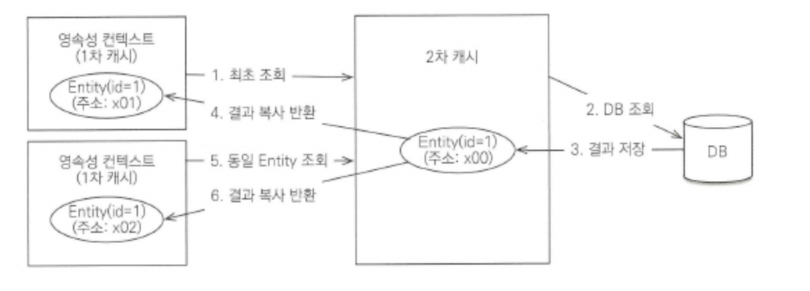 영속성 컨텍스트
(1차 캐시)
Entity(id=1)
(주소: x01)
1. 최초 조회
4. 결과 복사 반환
영속성 컨텍스트
(1차 캐시)
Entity(id=1)
(주소: x02)
5. 동일 Entity 조회
6. 결과 복사 반환
2차 캐시
Entity(id=1)
(주소: x00)
2. DB 조회
3. 결과 저장
DB